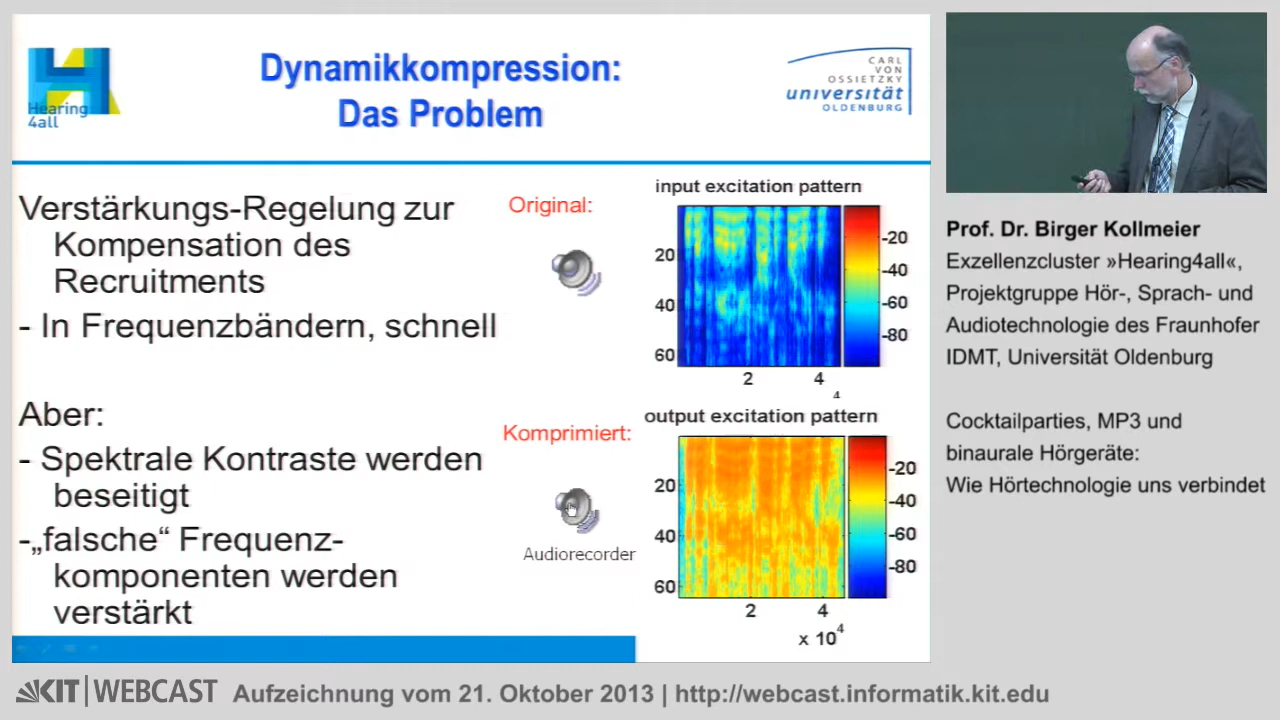 Hearing
4all
Dynamikkompression:
Das Problem
CARL
VON
OSSIETZKY
universität
OLDENBURG
Verstärkungs-Regelung zur
Kompensation des
Recruitments
- In Frequenzbändern, schnell
Aber:
- Spektrale Kontraste werden
beseitigt
-„falsche“ Frequenz-
komponenten werden
verstärkt
Original:
input excitation pattern
20
40
60
2 4
4
-20
-40
-60
-80
Komprimiert:
Audiorecorder
output excitation pattern
20
40
60
2 4
x 10^4
-20
-40
-60
-80
Prof. Dr. Birger Kollmeier
Exzellenzcluster »Hearing4all«,
Projektgruppe Hör-, Sprach- und
Audiotechnologie des Fraunhofer
IDMT, Universität Oldenburg
Cocktailparties, MP3 und
binaurale Hörgeräte:
Wie Hörtechnologie uns verbindet
KIT | WEBCAST Aufzeichnung vom 21. Oktober 2013 | http://webcast.informatik.kit.edu